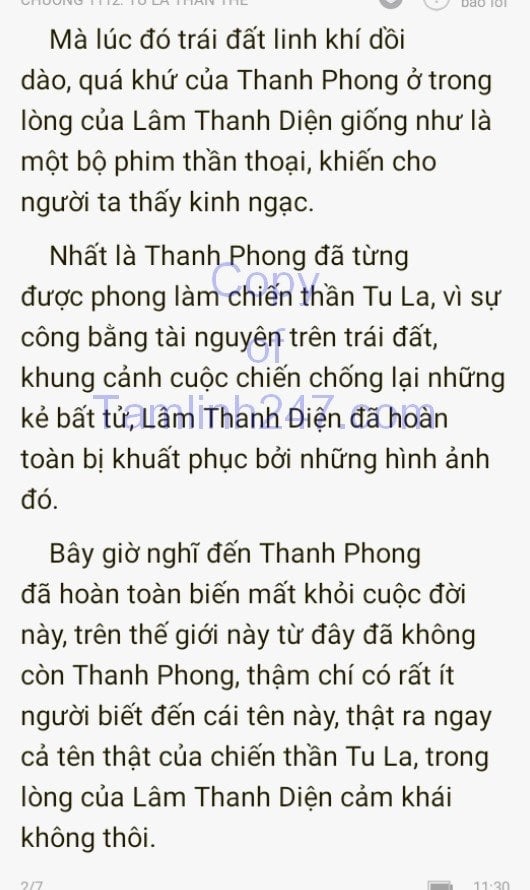 CHƯƠNG 1112: TU LA THÂN THỂ
báo lỗi
Mà lúc đó trái đất linh khí dồi
dào, quá khứ của Thanh Phong ở trong
lòng của Lâm Thanh Diện giống như là
một bộ phim thần thoại, khiến cho
người ta thấy kinh ngạc.
Nhất là Thanh Phong đã từng
được phong làm chiến thần Tu La, vì sự
công bằng tài nguyên trên trái đất,
khung cảnh cuộc chiến chống lại những
kẻ bất tử, Lâm Thanh Diện đã hoàn
toàn bị khuất phục bởi những hình ảnh
đó.
Copy
of
Tamlinh247.com
Bây giờ nghĩ đến Thanh Phong
đã hoàn toàn biến mất khỏi cuộc đời
này, trên thế giới này từ đây đã không
còn Thanh Phong, thậm chí có rất ít
người biết đến cái tên này, thật ra ngay
cả tên thật của chiến thần Tu La, trong
lòng của Lâm Thanh Diện cảm khái
không thôi.
2/7
11:30